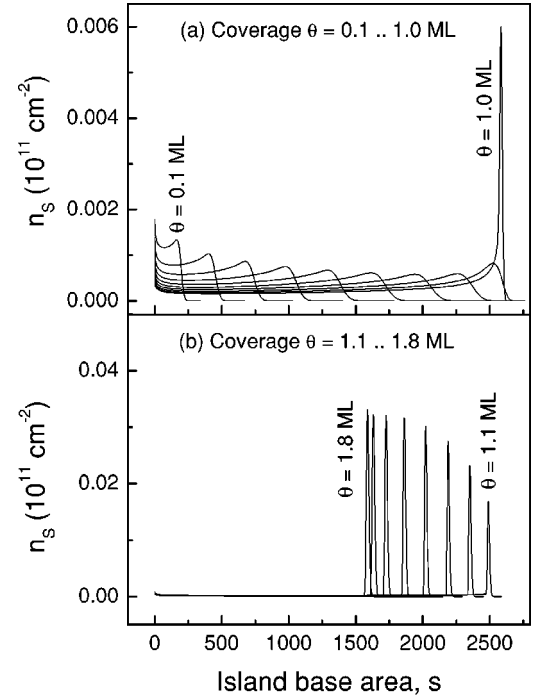 (a) Coverage θ = 0.1 .. 1.0 ML
0.006
0.004
0.002
0.000
n_S (10^11 cm^-2)
θ = 0.1 ML
θ = 1.0 ML
(b) Coverage θ = 1.1 .. 1.8 ML
0.04
0.02
0.00
n_S (10^11 cm^-2)
θ = 1.8 ML
θ = 1.1 ML
0 500 1000 1500 2000 2500
Island base area, s